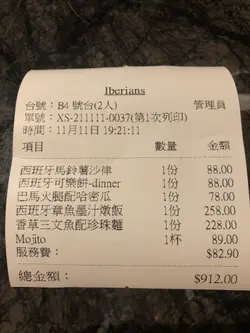 Iberians
台號：B4 號台(2人) 管理員
單號：XS-211111-0037(第1次列印)
時間：11月11日 19:21:11
項目 數量 金額
西班牙馬鈴薯沙律 1份 88.00
西班牙可樂餅-dinner 1份 88.00
巴馬火腿配哈密瓜 1份 78.00
西班牙章魚墨汁燉飯 1份 258.00
香草三文魚配珍珠麵 1份 228.00
Mojito 1杯 89.00
服務費： $82.90
總金額： $912.00